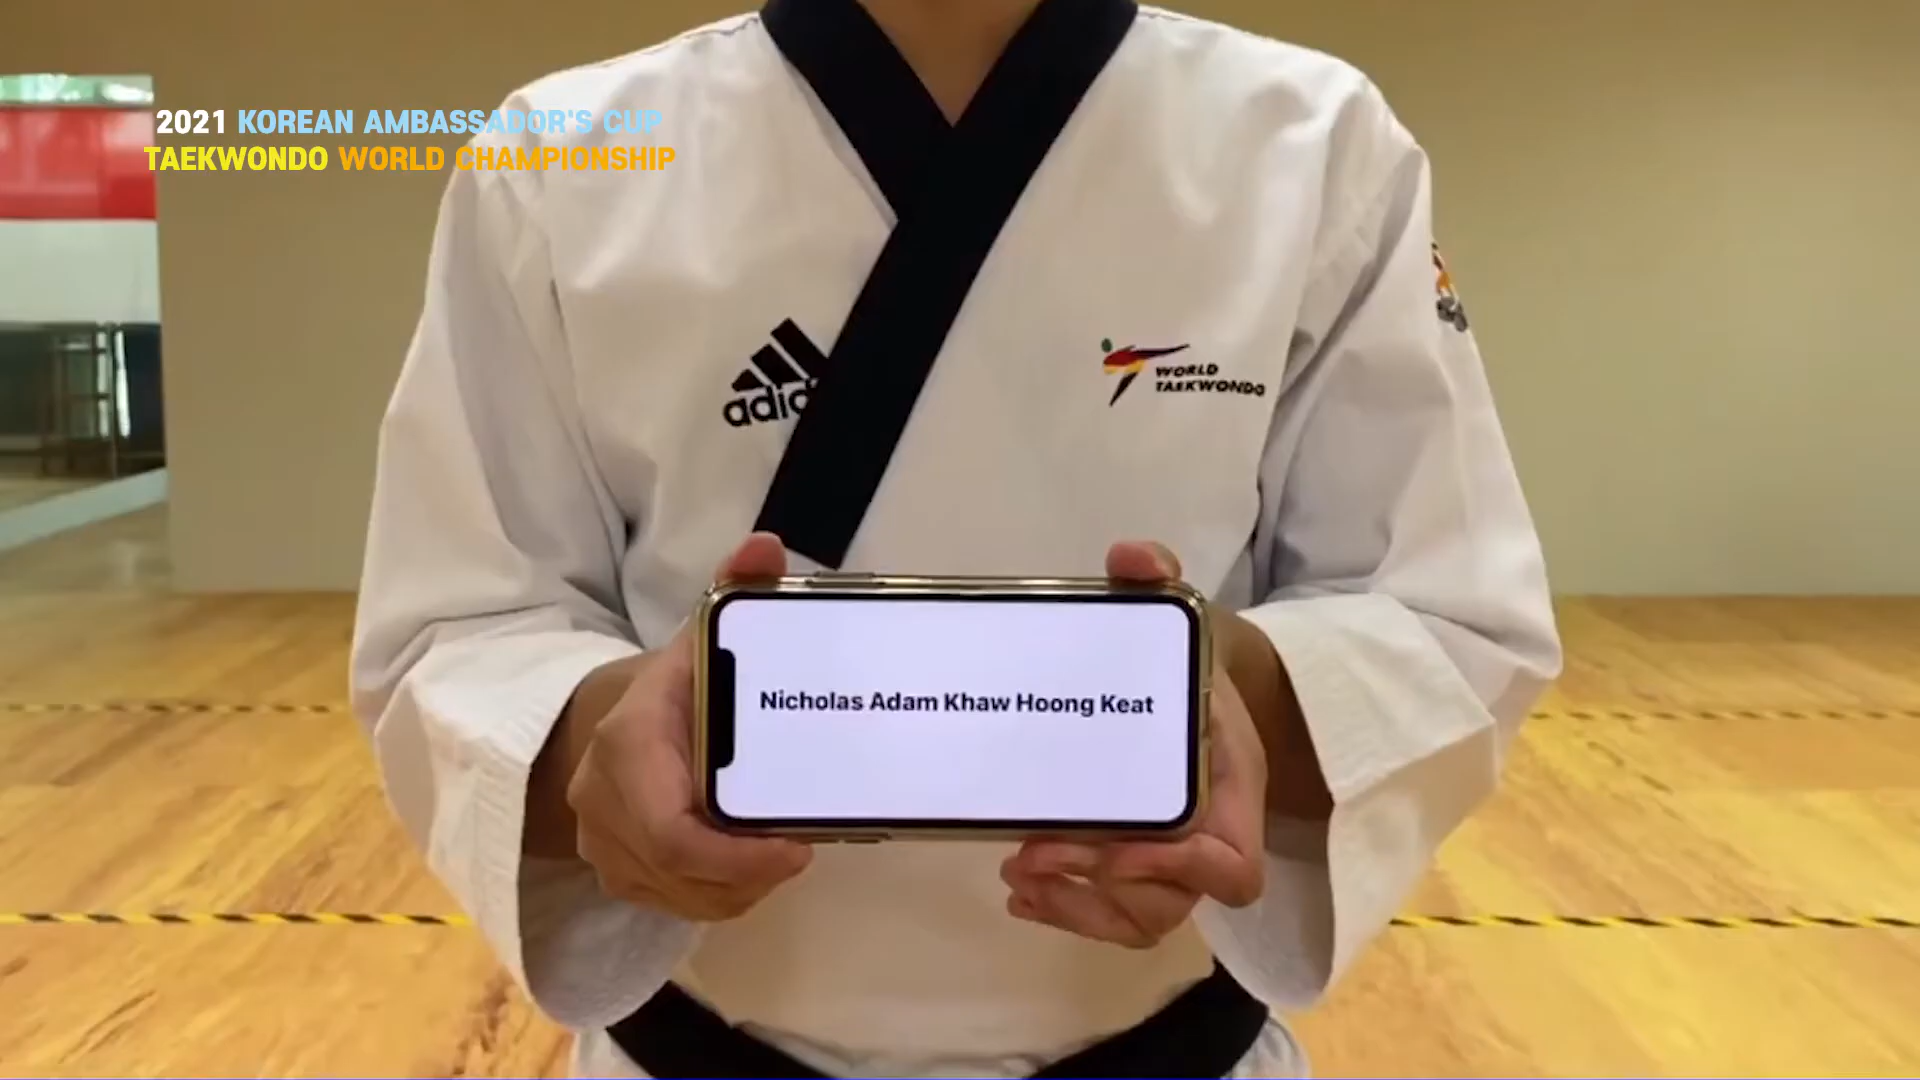 2021 KOREAN AMBASSADOR'S CUP
TAEKWONDO WORLD CHAMPIONSHIP
adid
WORLD
TAEKWONDO
Nicholas Adam Khaw Hoong Keat